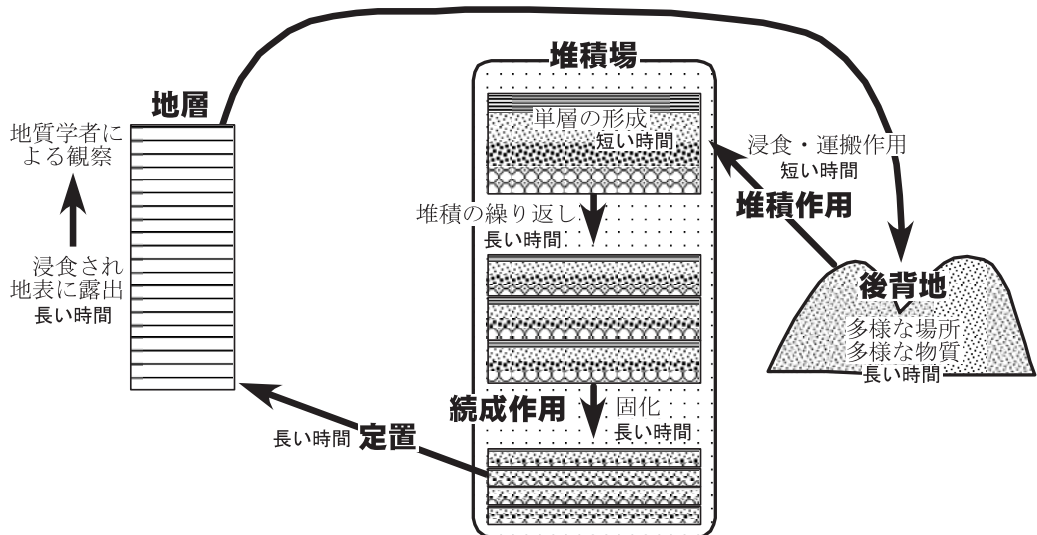 堆積場
単層の形成
短い時間
堆積の繰り返し
長い時間
続成作用
固化
長い時間
地層
地質学者に
よる観察
浸食され
地表に露出
長い時間
長い時間 定置
浸食・運搬作用
短い時間
堆積作用
後背地
多様な場所
多様な物質
長い時間